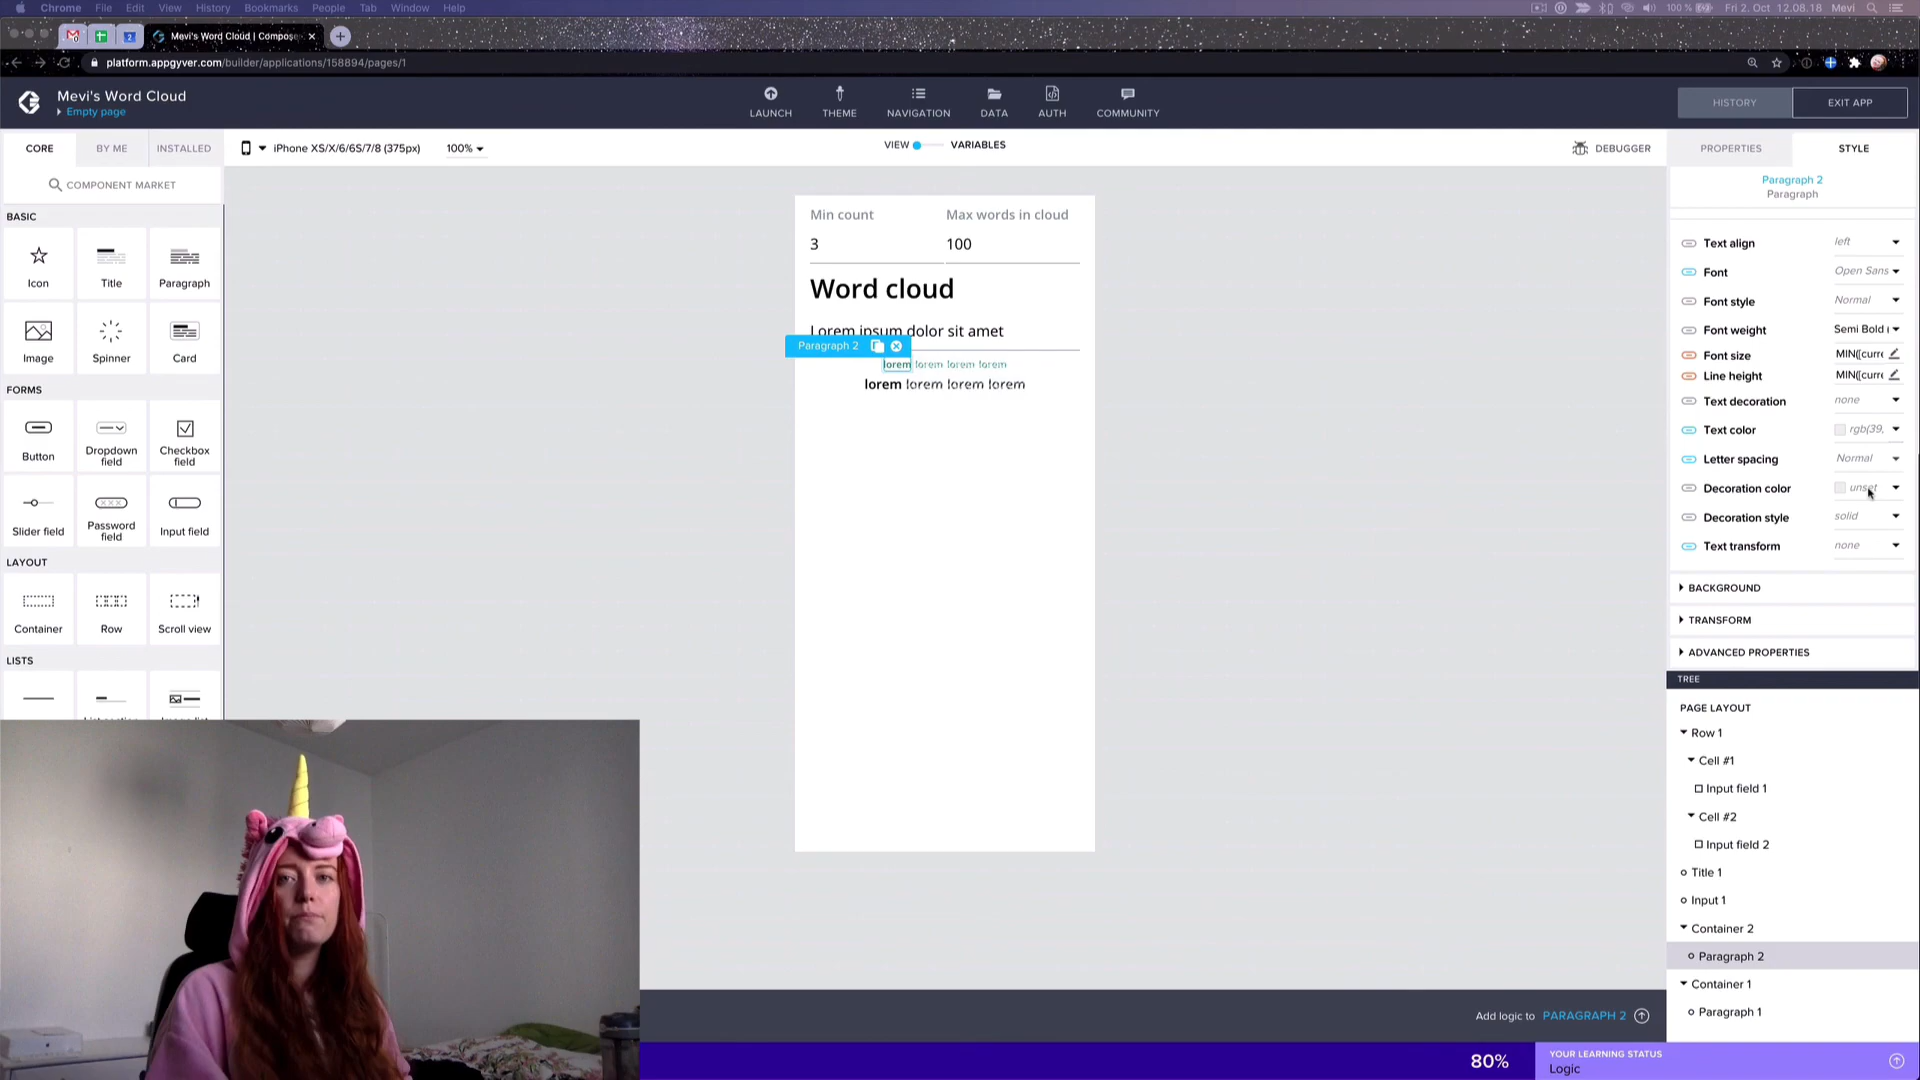 Chrome File Edit View History Bookmarks People Tab Window Help
100 % Fri 2. Oct 12.08.18 Mevi
Mevi's Word Cloud | Compose
platform.appgyver.com/builder/applications/158894/pages/1
Mevi's Word Cloud
Empty page
LAUNCH THEME NAVIGATION DATA AUTH COMMUNITY
HISTORY EXIT APP
CORE BY ME INSTALLED
iPhone XS/X/6/6S/7/8 (375px) 100%
VIEW VARIABLES
DEBUGGER
PROPERTIES STYLE
COMPONENT MARKET
Paragraph 2
Paragraph
BASIC
Icon Title Paragraph
Image Spinner Card
FORMS
Button Dropdown field Checkbox field
Slider field Password field Input field
LAYOUT
Container Row Scroll view
LISTS
Min count Max words in cloud
3 100
Word cloud
Lorem ipsum dolor sit amet
Paragraph 2
lorem lorem lorem lorem
lorem lorem lorem lorem
Text align left
Font Open Sans
Font style Normal
Font weight Semi Bold (
Font size MIN([curre
Line height MIN([curre
Text decoration none
Text color rgb(39,
Letter spacing Normal
Decoration color unset
Decoration style solid
Text transform none
BACKGROUND
TRANSFORM
ADVANCED PROPERTIES
TREE
PAGE LAYOUT
Row 1
Cell #1
Input field 1
Cell #2
Input field 2
Title 1
Input 1
Container 2
Paragraph 2
Container 1
Paragraph 1
Add logic to PARAGRAPH 2
80%
YOUR LEARNING STATUS
Logic